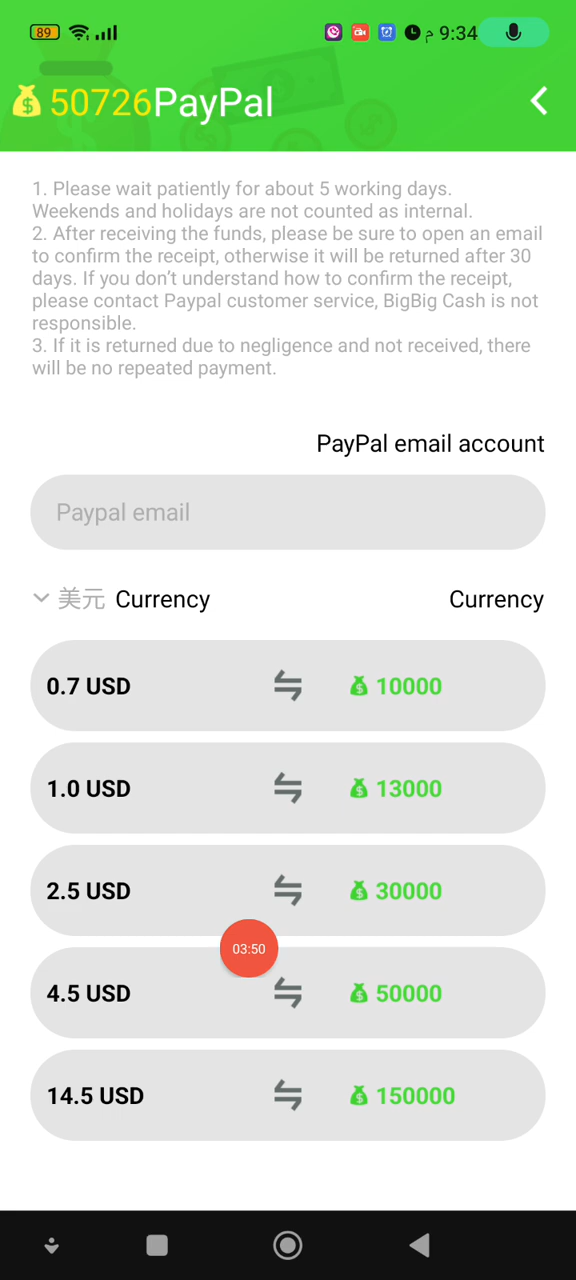 89
م 9:34
50726PayPal
1. Please wait patiently for about 5 working days.
Weekends and holidays are not counted as internal.
2. After receiving the funds, please be sure to open an email
to confirm the receipt, otherwise it will be returned after 30
days. If you don’t understand how to confirm the receipt,
please contact Paypal customer service, BigBig Cash is not
responsible.
3. If it is returned due to negligence and not received, there
will be no repeated payment.
PayPal email account
Paypal email
美元 Currency Currency
0.7 USD 10000
1.0 USD 13000
2.5 USD 30000
03:50
4.5 USD 50000
14.5 USD 150000